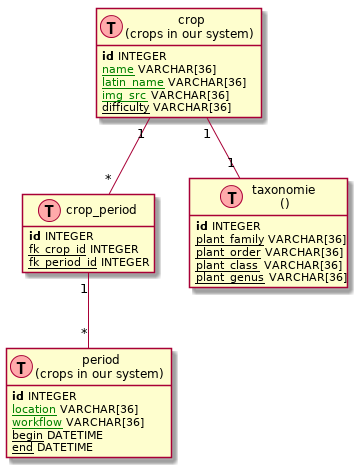 T crop
(crops in our system)
id INTEGER
name VARCHAR[36]
latin_name VARCHAR[36]
img_src VARCHAR[36]
difficulty VARCHAR[36]
1
1
*
1
T crop_period
id INTEGER
fk_crop_id INTEGER
fk_period_id INTEGER
T taxonomie
()
id INTEGER
plant_family VARCHAR[36]
plant_order VARCHAR[36]
plant_class VARCHAR[36]
plant_genus VARCHAR[36]
1
*
T period
(crops in our system)
id INTEGER
location VARCHAR[36]
workflow VARCHAR[36]
begin DATETIME
end DATETIME